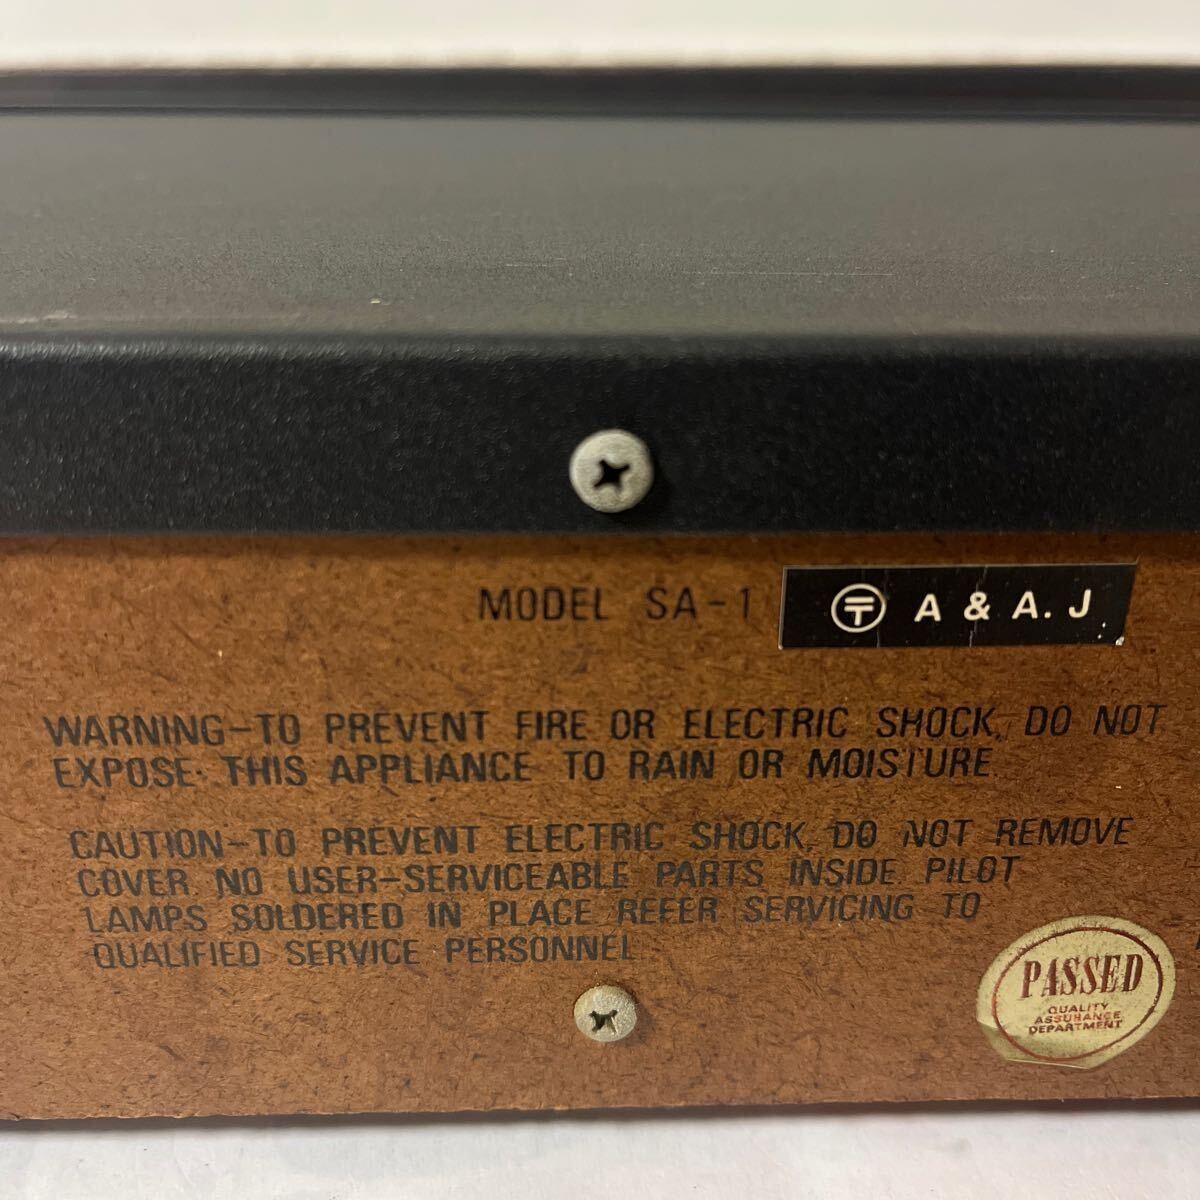 MODEL SA-1
〒 A & A. J
WARNING-TO PREVENT FIRE OR ELECTRIC SHOCK, DO NOT
EXPOSE THIS APPLIANCE TO RAIN OR MOISTURE.
CAUTION-TO PREVENT ELECTRIC SHOCK, DO NOT REMOVE
COVER. NO USER-SERVICEABLE PARTS INSIDE PILOT
LAMPS SOLDERED IN PLACE REFER SERVICING TO
QUALIFIED SERVICE PERSONNEL
PASSED
QUALITY
ASSURANCE
DEPARTMENT